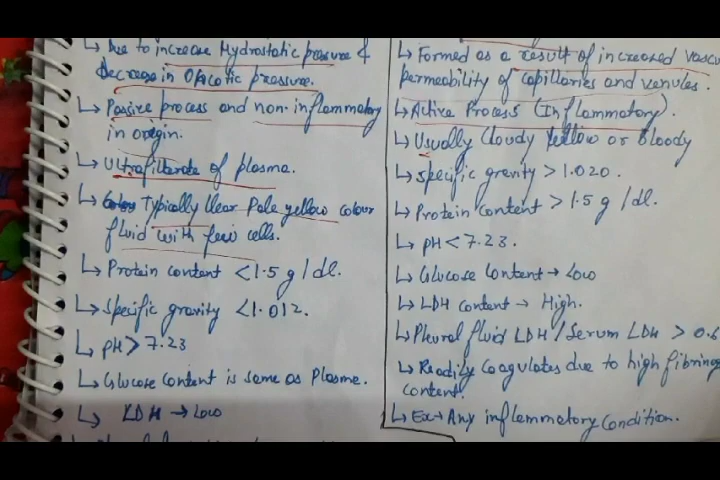 ↳ Due to increase Hydrostatic pressure &
decrease in Oncotic pressure.
↳ Passive process and non-inflammatory
in origin.
↳ Ultrafilterate of plasma.
↳ Typically clear Pale yellow colour
fluid with few cells.
↳ Protein content < 1.5 g/dl.
↳ Specific gravity < 1.012.
↳ pH > 7.23
↳ Glucose content is same as Plasma.
↳ LDH → Low
↳ Formed as a result of increased vascu
permeability of capillaries and venules.
↳ Active Process (Inflammatory).
↳ Usually Cloudy Yellow or Bloody
↳ Specific gravity > 1.020.
↳ Protein content > 1.5 g/dl.
↳ pH < 7.23.
↳ Glucose Content → Low
↳ LDH content → High.
↳ Pleural fluid LDH / Serum LDH > 0.6
↳ Readily Coagulates due to high fibrino
content.
↳ Ex → Any inflammatory Condition.